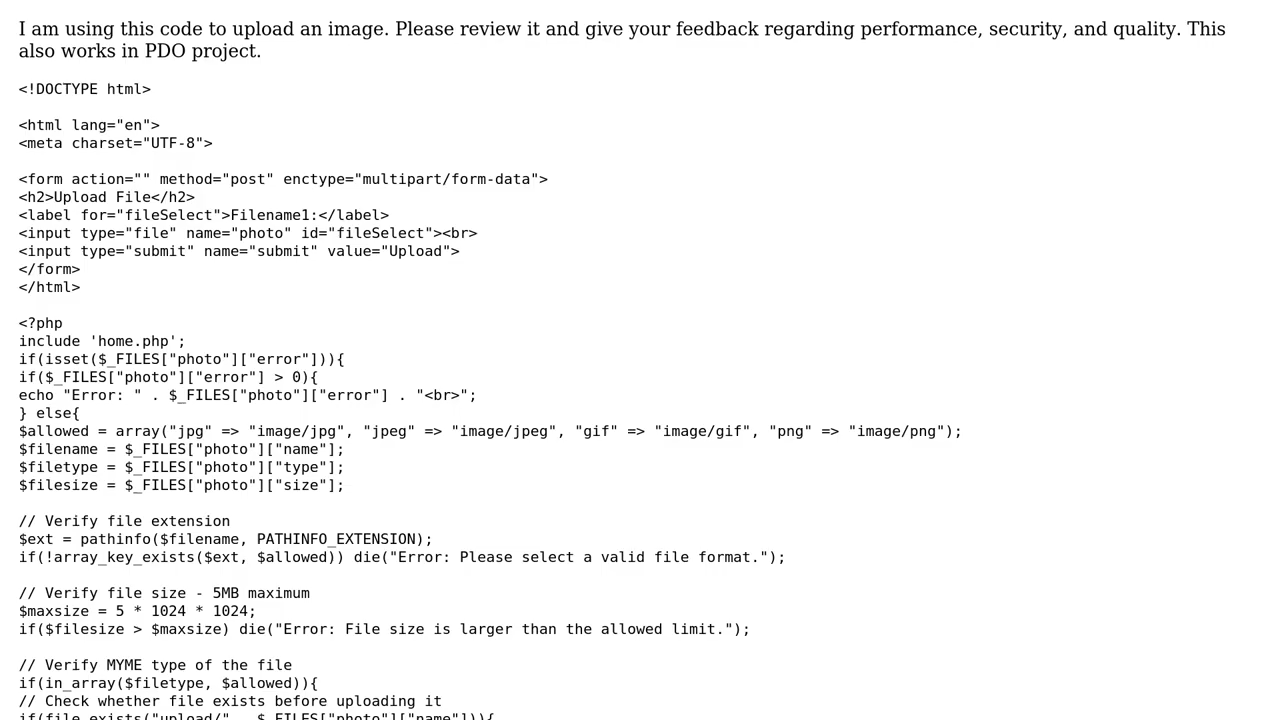 I am using this code to upload an image. Please review it and give your feedback regarding performance, security, and quality. This
also works in PDO project.
<!DOCTYPE html>
<html lang="en">
<meta charset="UTF-8">
<form action="" method="post" enctype="multipart/form-data">
<h2>Upload File</h2>
<label for="fileSelect">Filename1:</label>
<input type="file" name="photo" id="fileSelect"><br>
<input type="submit" name="submit" value="Upload">
</form>
</html>
<?php
include 'home.php';
if(isset($_FILES["photo"]["error"])){
if($_FILES["photo"]["error"] > 0){
echo "Error: " . $_FILES["photo"]["error"] . "<br>";
} else{
$allowed = array("jpg" => "image/jpg", "jpeg" => "image/jpeg", "gif" => "image/gif", "png" => "image/png");
$filename = $_FILES["photo"]["name"];
$filetype = $_FILES["photo"]["type"];
$filesize = $_FILES["photo"]["size"];
// Verify file extension
$ext = pathinfo($filename, PATHINFO_EXTENSION);
if(!array_key_exists($ext, $allowed)) die("Error: Please select a valid file format.");
// Verify file size - 5MB maximum
$maxsize = 5 * 1024 * 1024;
if($filesize > $maxsize) die("Error: File size is larger than the allowed limit.");
// Verify MYME type of the file
if(in_array($filetype, $allowed)){
// Check whether file exists before uploading it
if(file_exists("upload/" . $_FILES["photo"]["name"])){